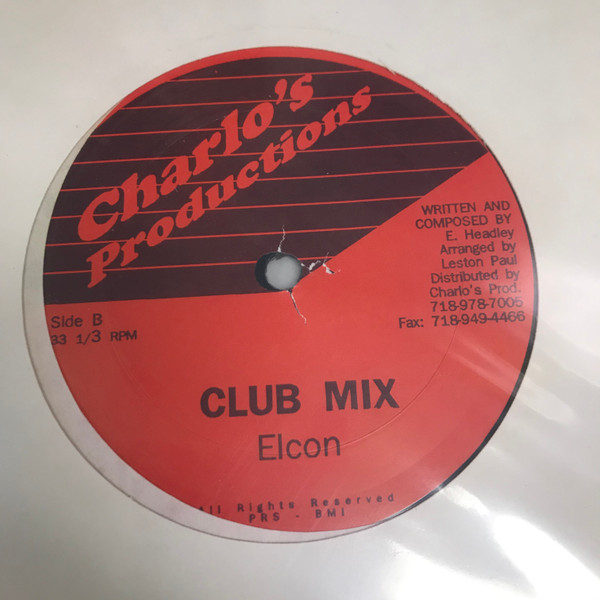 Charlo's
Productions
WRITTEN AND
COMPOSED BY
E. Headley
Arranged by
Leston Paul
Distributed by
Charlo's Prod.
718-978-7005
Fax: 718-949-4466
Side B
33 1/3 RPM
CLUB MIX
Elcon
All Rights Reserved
PRS - BMI